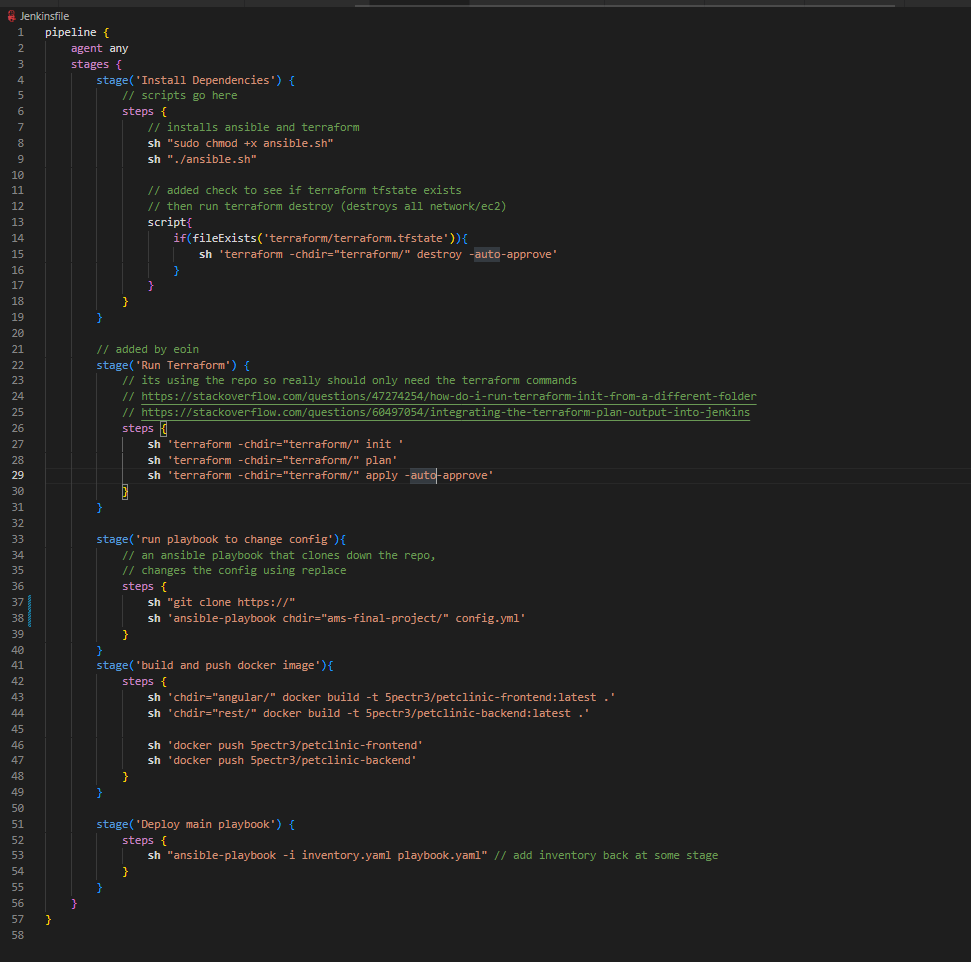 Jenkinsfile
1 pipeline {
2 agent any
3 stages {
4 stage('Install Dependencies') {
5 // scripts go here
6 steps {
7 // installs ansible and terraform
8 sh "sudo chmod +x ansible.sh"
9 sh "./ansible.sh"
10
11 // added check to see if terraform tfstate exists
12 // then run terraform destroy (destroys all network/ec2)
13 script{
14 if(fileExists('terraform/terraform.tfstate')){
15 sh 'terraform -chdir="terraform/" destroy -auto-approve'
16 }
17 }
18 }
19 }
20
21 // added by eoin
22 stage('Run Terraform') {
23 // its using the repo so really should only need the terraform commands
24 // https://stackoverflow.com/questions/47274254/how-do-i-run-terraform-init-from-a-different-folder
25 // https://stackoverflow.com/questions/60497054/integrating-the-terraform-plan-output-into-jenkins
26 steps {
27 sh 'terraform -chdir="terraform/" init '
28 sh 'terraform -chdir="terraform/" plan'
29 sh 'terraform -chdir="terraform/" apply -auto-approve'
30 }
31 }
32
33 stage('run playbook to change config'){
34 // an ansible playbook that clones down the repo,
35 // changes the config using replace
36 steps {
37 sh "git clone https://"
38 sh 'ansible-playbook chdir="ams-final-project/" config.yml'
39 }
40 }
41 stage('build and push docker image'){
42 steps {
43 sh 'chdir="angular/" docker build -t 5pectr3/petclinic-frontend:latest .'
44 sh 'chdir="rest/" docker build -t 5pectr3/petclinic-backend:latest .'
45
46 sh 'docker push 5pectr3/petclinic-frontend'
47 sh 'docker push 5pectr3/petclinic-backend'
48 }
49 }
50
51 stage('Deploy main playbook') {
52 steps {
53 sh "ansible-playbook -i inventory.yaml playbook.yaml" // add inventory back at some stage
54 }
55 }
56 }
57 }
58